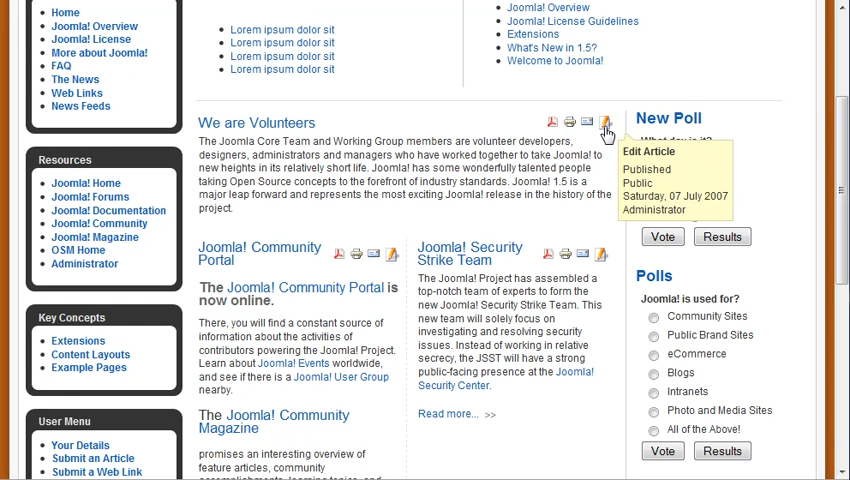 Home
Joomla! Overview
Joomla! License
More about Joomla!
FAQ
The News
Web Links
News Feeds
Resources
Joomla! Home
Joomla! Forums
Joomla! Documentation
Joomla! Community
Joomla! Magazine
OSM Home
Administrator
Key Concepts
Extensions
Content Layouts
Example Pages
User Menu
Your Details
Submit an Article
Submit a Web Link
Lorem ipsum dolor sit
Lorem ipsum dolor sit
Lorem ipsum dolor sit
Lorem ipsum dolor sit
Joomla! Overview
Joomla! License Guidelines
Extensions
What's New in 1.5?
Welcome to Joomla!
We are Volunteers
The Joomla Core Team and Working Group members are volunteer developers,
designers, administrators and managers who have worked together to take Joomla! to
new heights in its relatively short life. Joomla! has some wonderfully talented people
taking Open Source concepts to the forefront of industry standards. Joomla! 1.5 is a
major leap forward and represents the most exciting Joomla! release in the history of the
project.
Joomla! Community
Portal
The Joomla! Community Portal is
now online.
There, you will find a constant source of
information about the activities of
contributors powering the Joomla! Project.
Learn about Joomla! Events worldwide,
and see if there is a Joomla! User Group
nearby.
The Joomla! Community
Magazine
promises an interesting overview of
feature articles, community
Joomla! Security
Strike Team
The Joomla! Project has assembled a
top-notch team of experts to form the
new Joomla! Security Strike Team. This
new team will solely focus on
investigating and resolving security
issues. Instead of working in relative
secrecy, the JSST will have a strong
public-facing presence at the Joomla!
Security Center.
Read more... >>
New Poll
Edit Article
Published
Public
Saturday, 07 July 2007
Administrator
Vote Results
Polls
Joomla! is used for?
Community Sites
Public Brand Sites
eCommerce
Blogs
Intranets
Photo and Media Sites
All of the Above!
Vote Results